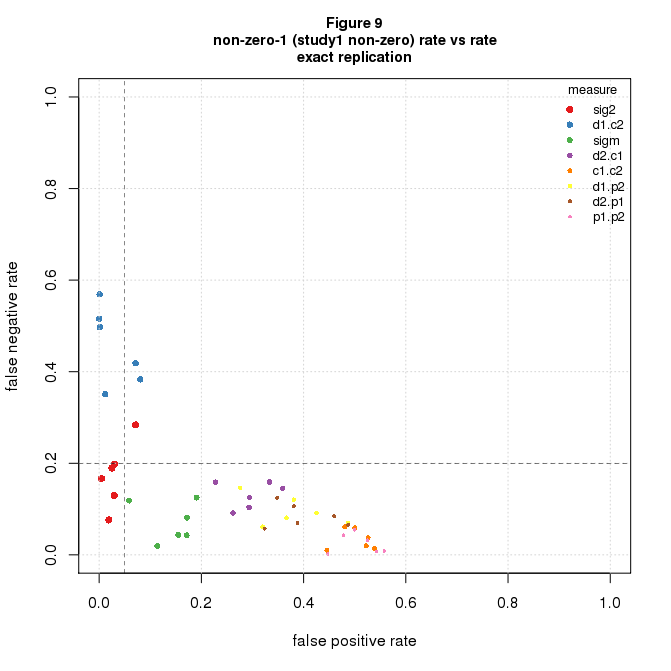 Figure 9
non-zero-1 (study1 non-zero) rate vs rate
exact replication
measure
sig2
d1.c2
sigm
d2.c1
c1.c2
d1.p2
d2.p1
p1.p2
false negative rate
1.0
0.8
0.6
0.4
0.2
0.0
0.0 0.2 0.4 0.6 0.8 1.0
false positive rate